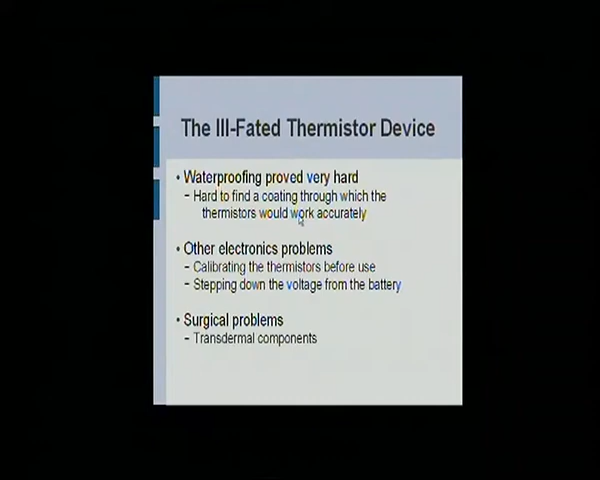 The Ill-Fated Thermistor Device
• Waterproofing proved very hard
– Hard to find a coating through which the
thermistors would work accurately
• Other electronics problems
– Calibrating the thermistors before use
– Stepping down the voltage from the battery
• Surgical problems
– Transdermal components